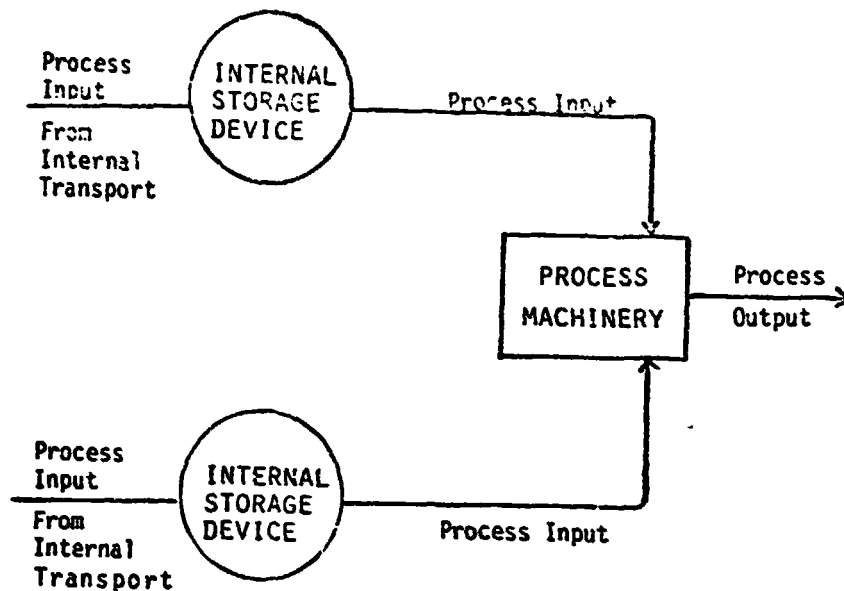 Process
Input
From
Internal
Transport
INTERNAL
STORAGE
DEVICE
Process Input
PROCESS
MACHINERY
Process
Output
Process
Input
From
Internal
Transport
INTERNAL
STORAGE
DEVICE
Process Input